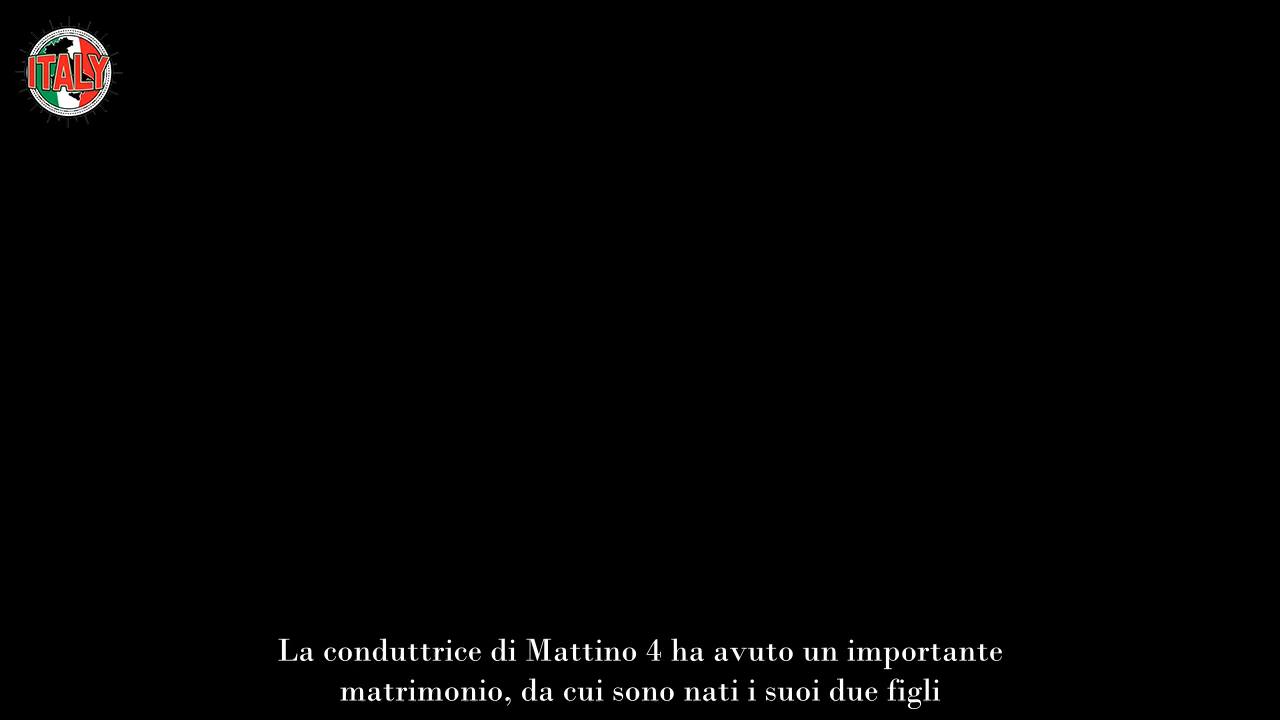 ITALY
La conduttrice di Mattino 4 ha avuto un importante
matrimonio, da cui sono nati i suoi due figli